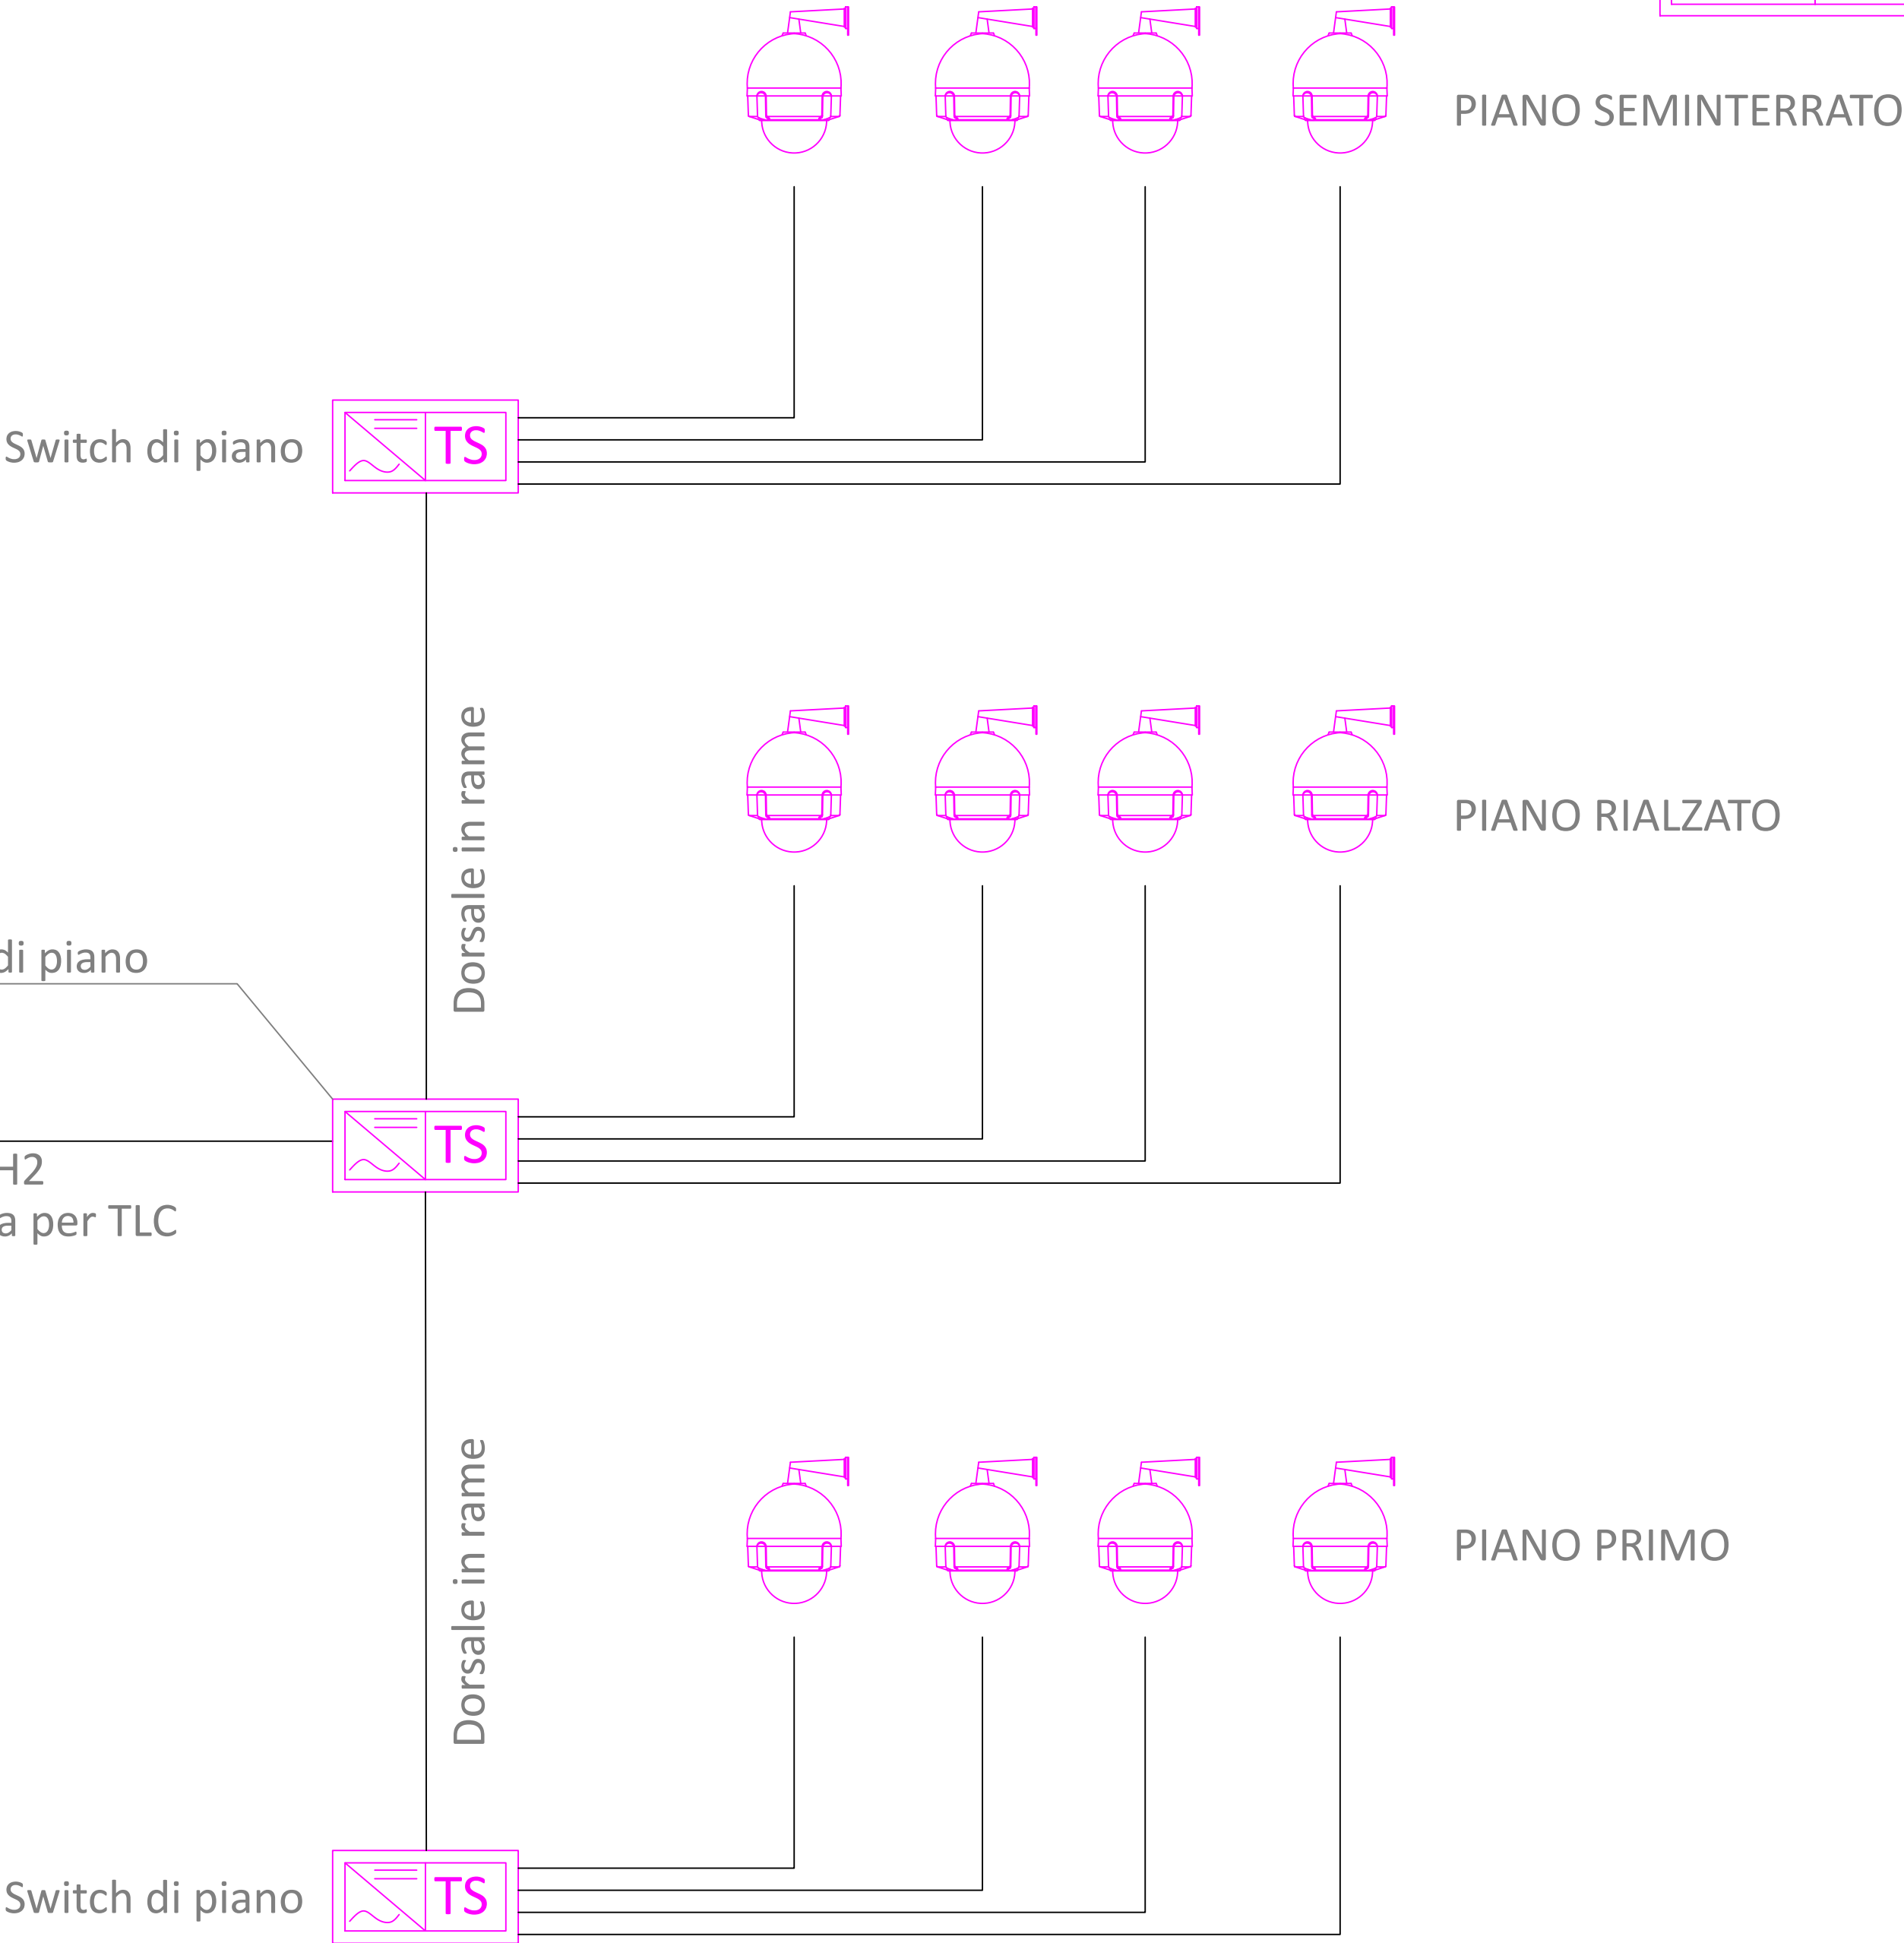 PIANO SEMINTERRATO
Switch di piano
TS
Dorsale in rame
PIANO RIALZATO
di piano
TS
H2
a per TLC
Dorsale in rame
PIANO PRIMO
Switch di piano
TS